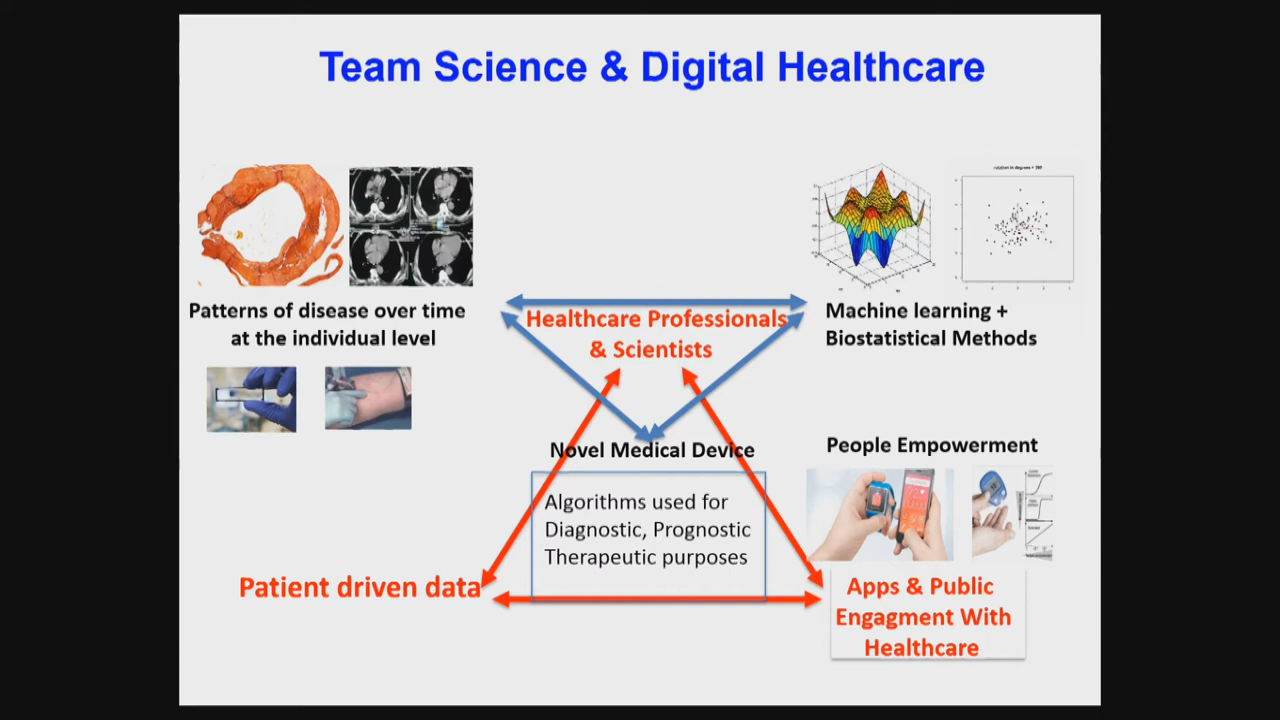 Team Science & Digital Healthcare
Patterns of disease over time
at the individual level
Healthcare Professionals
& Scientists
Machine learning +
Biostatistical Methods
Novel Medical Device
Algorithms used for
Diagnostic, Prognostic
Therapeutic purposes
People Empowerment
Patient driven data
Apps & Public
Engagment With
Healthcare